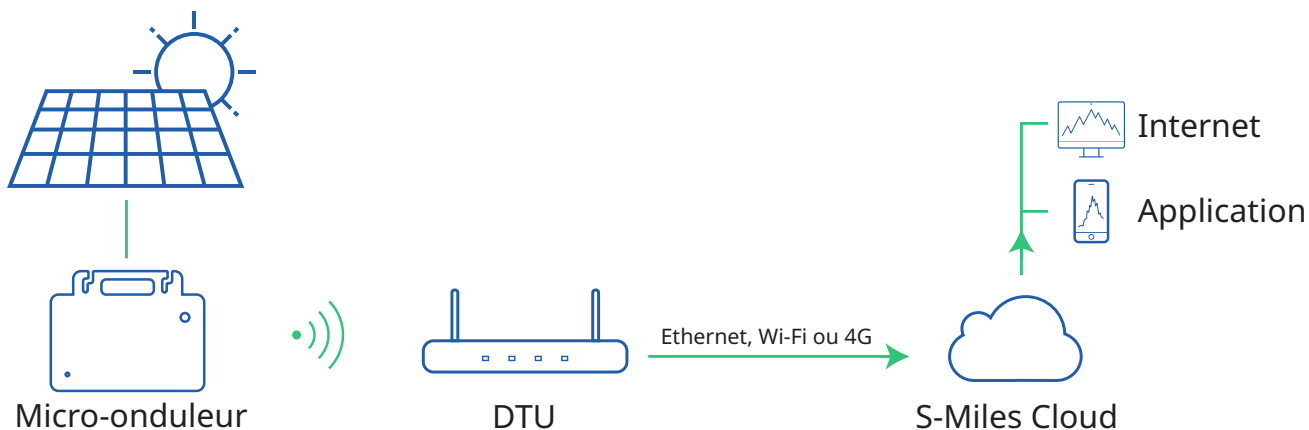 Internet
Application
Ethernet, Wi-Fi ou 4G
Micro-onduleur
DTU
S-Miles Cloud